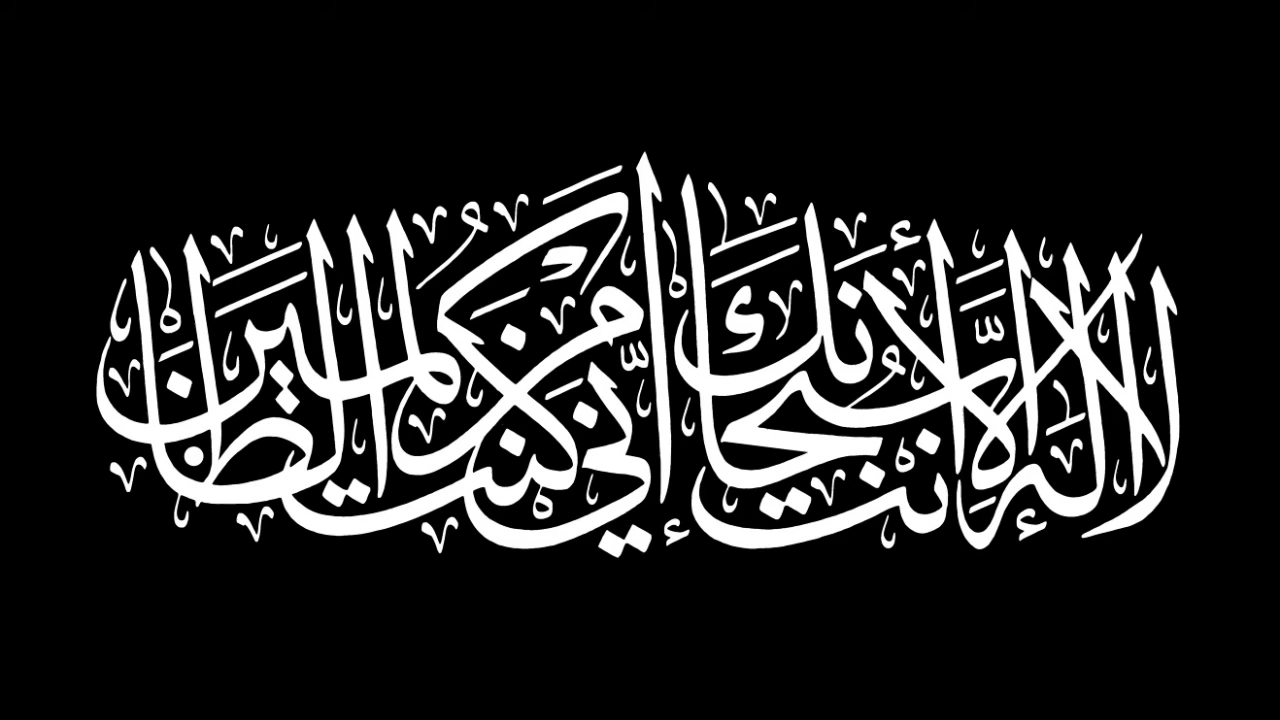 لا إله إلا أنت سبحانك إني كنت من الظالمين